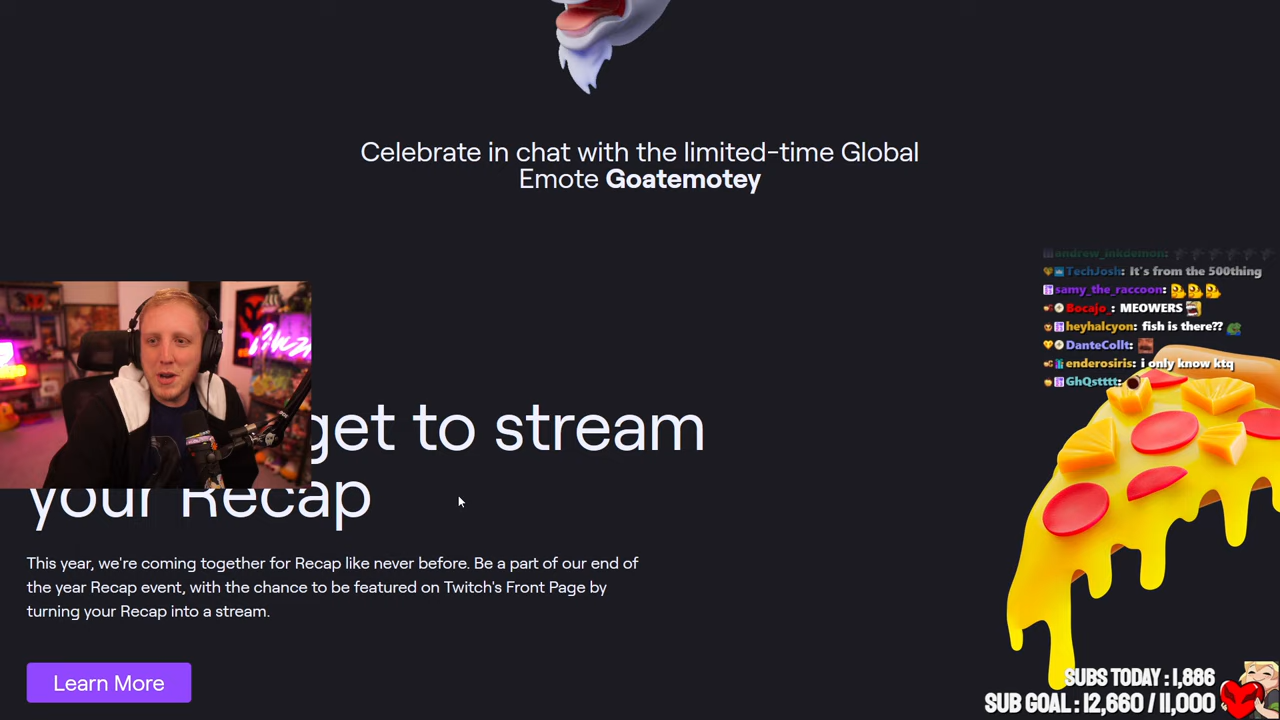 Celebrate in chat with the limited-time Global
Emote Goatemotey
andrew_inkdemon:
TechJosh: It's from the 500thing
samy_the_raccoon:
Bocajo_: MEOWERS
heyhalcyon: fish is there??
DanteCollt:
enderosiris: i only know ktq
GhQstttt:
get to stream
your Recap
This year, we're coming together for Recap like never before. Be a part of our end of
the year Recap event, with the chance to be featured on Twitch's Front Page by
turning your Recap into a stream.
Learn More
SUBS TODAY : 1,886
SUB GOAL : 12,660 / 11,000